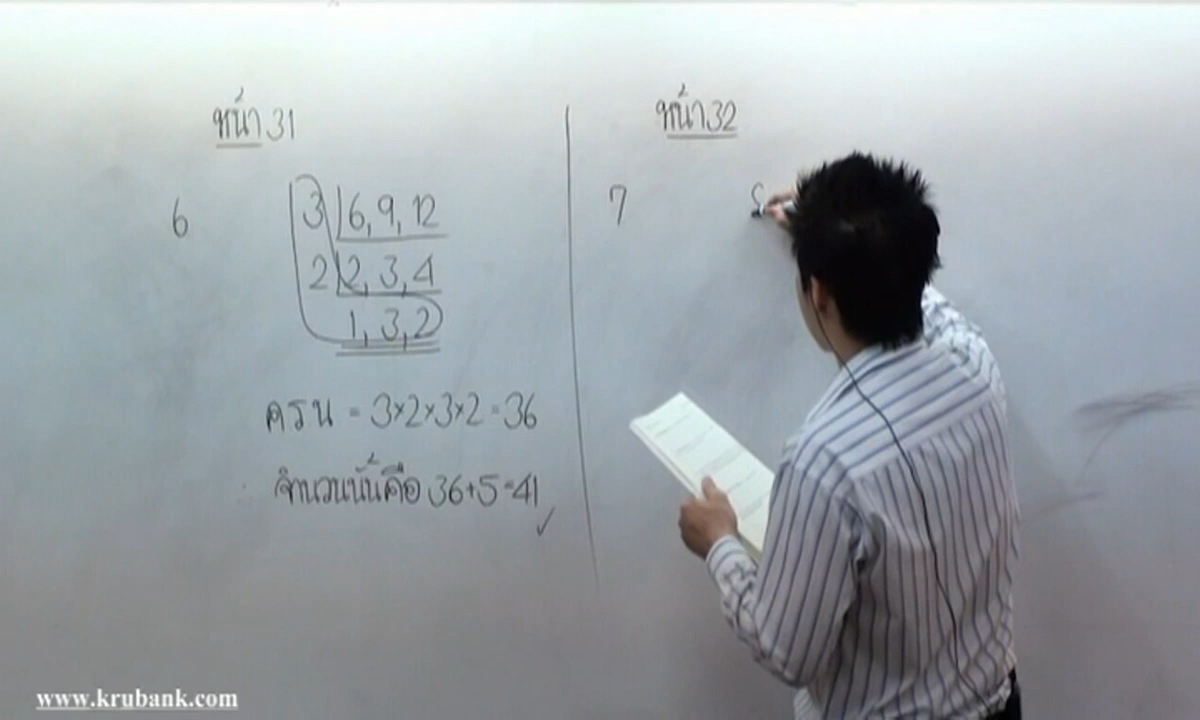 หน้า 31
6
3 6, 9, 12
2 2, 3, 4
1, 3, 2
ครน = 3×2×3×2 = 36
จำนวนนั้นคือ 36+5=41 ✓
หน้า 32
7
www.krubank.com